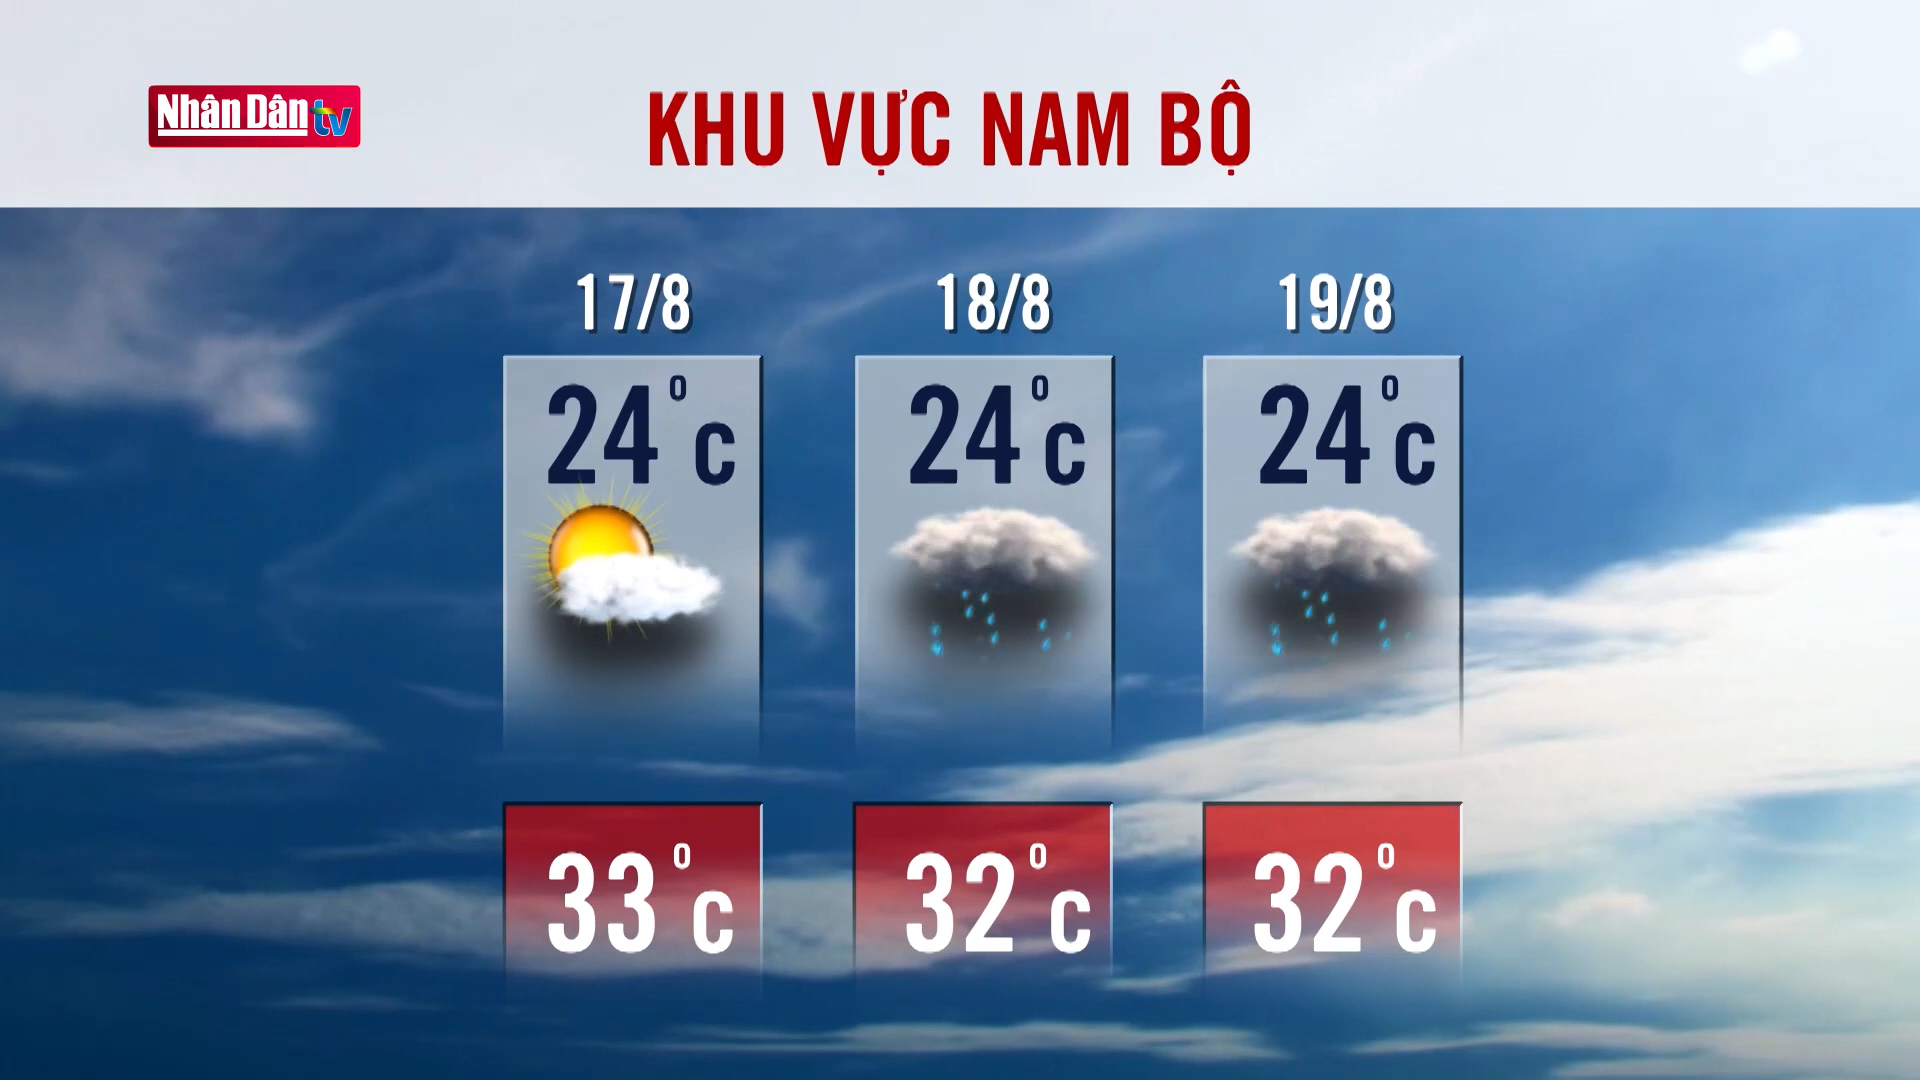 Nhân Dân tv
KHU VỰC NAM BỘ
17/8 18/8 19/8
24°C 24°C 24°C
33°C 32°C 32°C